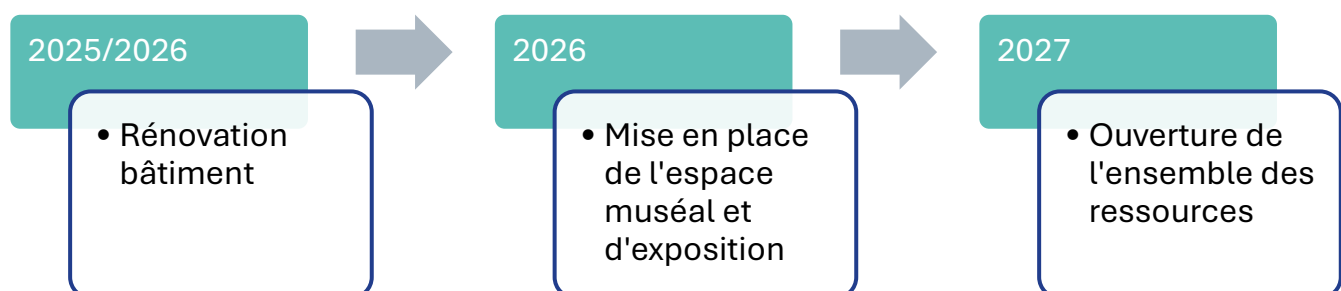 2025/2026
• Rénovation
bâtiment
2026
• Mise en place
de l'espace
muséal et
d'exposition
2027
• Ouverture de
l'ensemble des
ressources